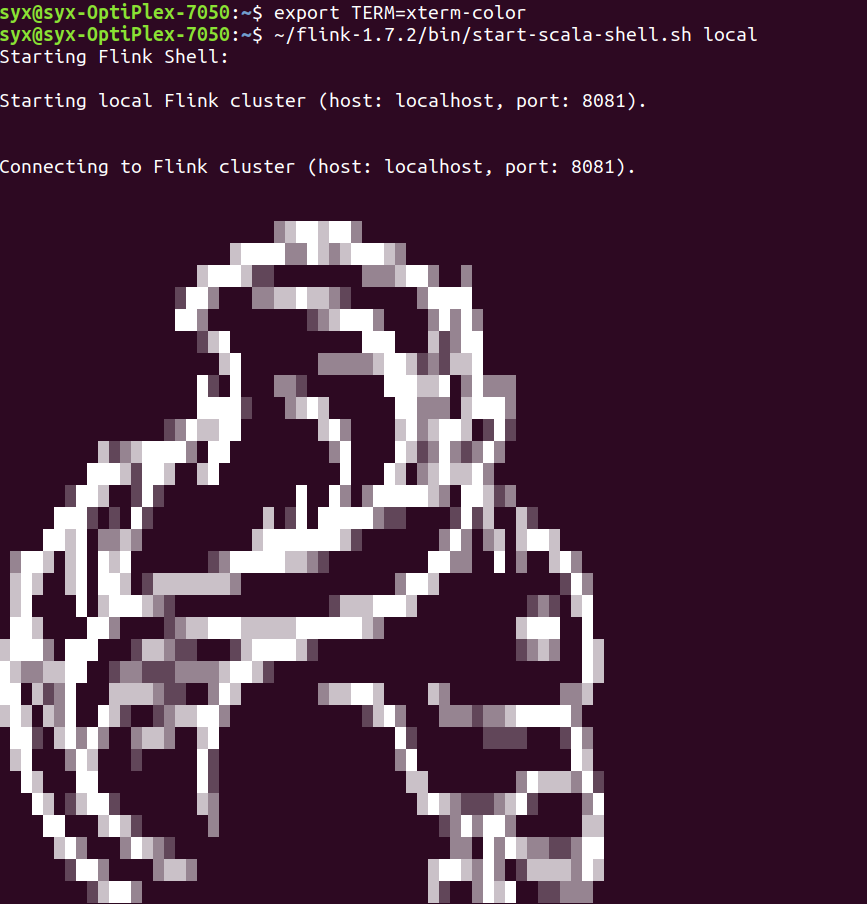 syx@syx-OptiPlex-7050:~$ export TERM=xterm-color
syx@syx-OptiPlex-7050:~$ ~/flink-1.7.2/bin/start-scala-shell.sh local
Starting Flink Shell:
Starting local Flink cluster (host: localhost, port: 8081).
Connecting to Flink cluster (host: localhost, port: 8081).